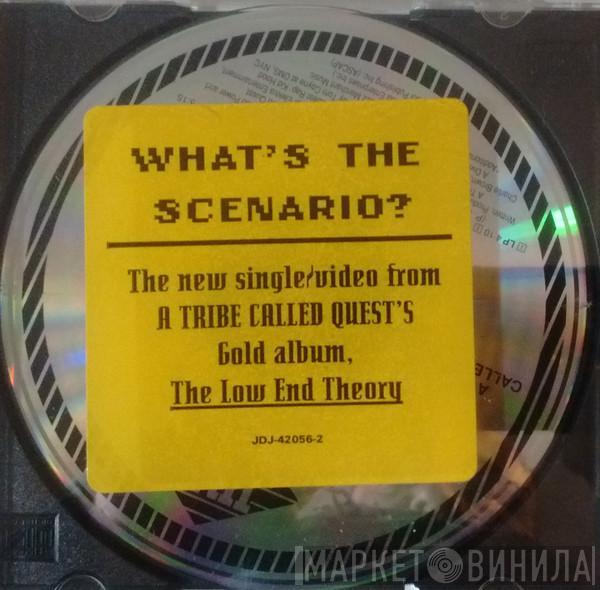 WHAT'S THE
SCENARIO?
The new single/video from
A TRIBE CALLED QUEST'S
Gold album,
The Low End Theory
JDJ-42056-2
CALLE
МАРКЕТ ВИНИЛА